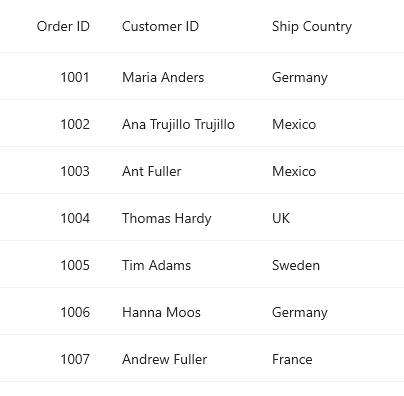 Order ID Customer ID Ship Country
1001 Maria Anders Germany
1002 Ana Trujillo Trujillo Mexico
1003 Ant Fuller Mexico
1004 Thomas Hardy UK
1005 Tim Adams Sweden
1006 Hanna Moos Germany
1007 Andrew Fuller France